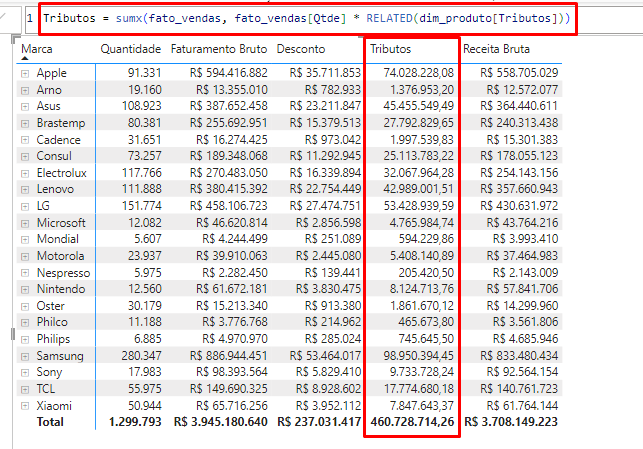 1 Tributos = sumx(fato_vendas, fato_vendas[Qtde] * RELATED(dim_produto[Tributos]))
Marca Quantidade Faturamento Bruto Desconto Tributos Receita Bruta
Apple 91.331 R$ 594.416.882 R$ 35.711.853 74.028.228,08 R$ 558.705.029
Arno 19.160 R$ 13.355.010 R$ 782.933 1.376.953,20 R$ 12.572.077
Asus 108.923 R$ 387.652.458 R$ 23.211.847 45.455.549,49 R$ 364.440.611
Brastemp 80.381 R$ 255.692.951 R$ 15.379.513 27.792.829,65 R$ 240.313.438
Cadence 31.651 R$ 16.274.425 R$ 973.042 1.997.539,83 R$ 15.301.383
Consul 73.257 R$ 189.348.068 R$ 11.292.945 25.113.783,22 R$ 178.055.123
Electrolux 117.766 R$ 270.483.050 R$ 16.339.894 32.067.964,28 R$ 254.143.156
Lenovo 111.888 R$ 380.415.392 R$ 22.754.449 42.989.001,51 R$ 357.660.943
LG 151.774 R$ 458.106.723 R$ 27.474.751 53.428.939,59 R$ 430.631.972
Microsoft 12.082 R$ 46.620.814 R$ 2.856.598 4.765.984,74 R$ 43.764.216
Mondial 5.607 R$ 4.244.499 R$ 251.089 594.229,86 R$ 3.993.410
Motorola 23.937 R$ 39.910.063 R$ 2.445.080 5.408.140,89 R$ 37.464.983
Nespresso 5.975 R$ 2.282.450 R$ 139.441 205.420,50 R$ 2.143.009
Nintendo 12.560 R$ 61.672.181 R$ 3.830.475 8.124.713,76 R$ 57.841.706
Oster 30.179 R$ 15.213.340 R$ 913.380 1.861.670,12 R$ 14.299.960
Philco 11.188 R$ 3.776.768 R$ 214.962 465.673,80 R$ 3.561.806
Philips 6.885 R$ 4.970.970 R$ 285.024 745.645,50 R$ 4.685.946
Samsung 280.347 R$ 886.944.451 R$ 53.464.017 98.950.394,45 R$ 833.480.434
Sony 17.983 R$ 98.393.564 R$ 5.829.410 9.733.728,24 R$ 92.564.154
TCL 55.975 R$ 149.690.325 R$ 8.928.602 17.774.680,18 R$ 140.761.723
Xiaomi 50.944 R$ 65.716.256 R$ 3.952.112 7.847.643,37 R$ 61.764.144
Total 1.299.793 R$ 3.945.180.640 R$ 237.031.417 460.728.714,26 R$ 3.708.149.223